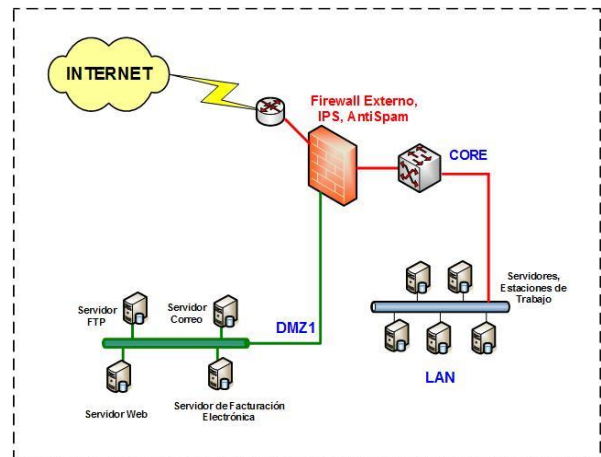 INTERNET
Firewall Externo,
IPS, AntiSpam
CORE
Servidores,
Estaciones de
Trabajo
Servidor
FTP
Servidor
Correo
DMZ1
LAN
Servidor Web
Servidor de Facturación
Electrónica